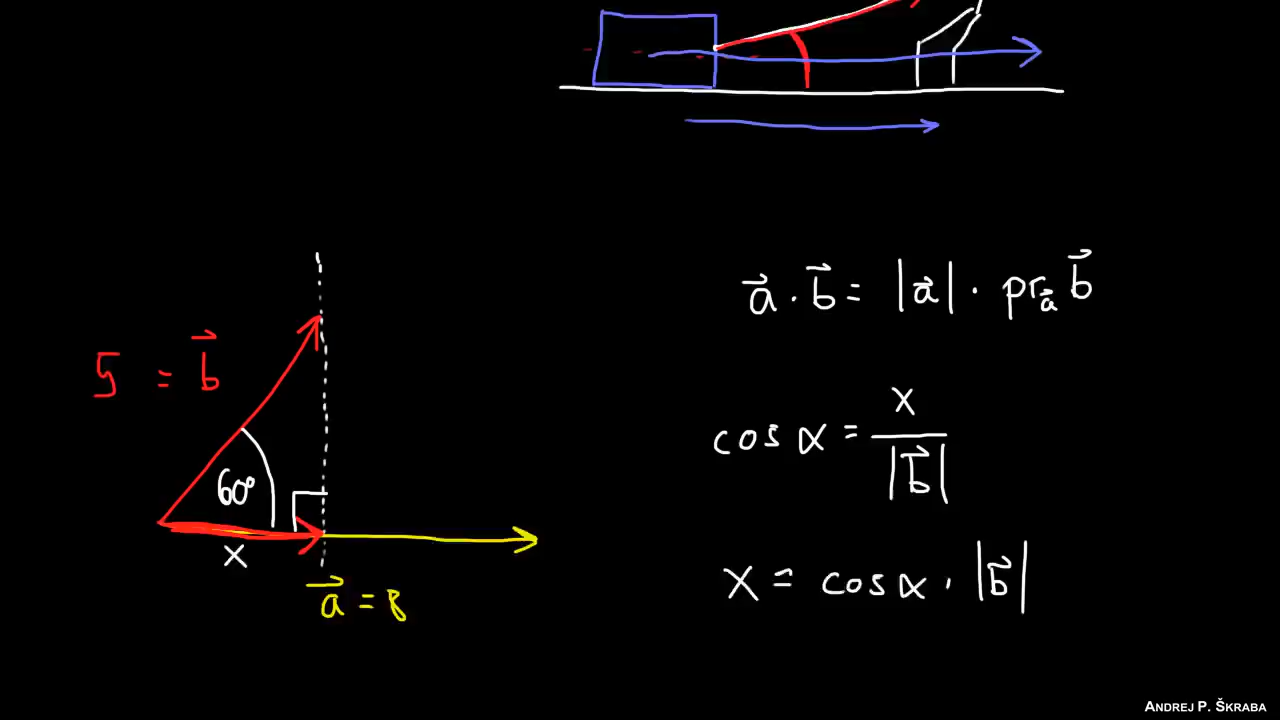 a⃗ · b⃗ = |a⃗| · pr_a⃗ b⃗
5 = b⃗
cos α = x / |b⃗|
60°
x
x = cos α · |b⃗|
a⃗ = 8
ANDREJ P. ŠKRABA